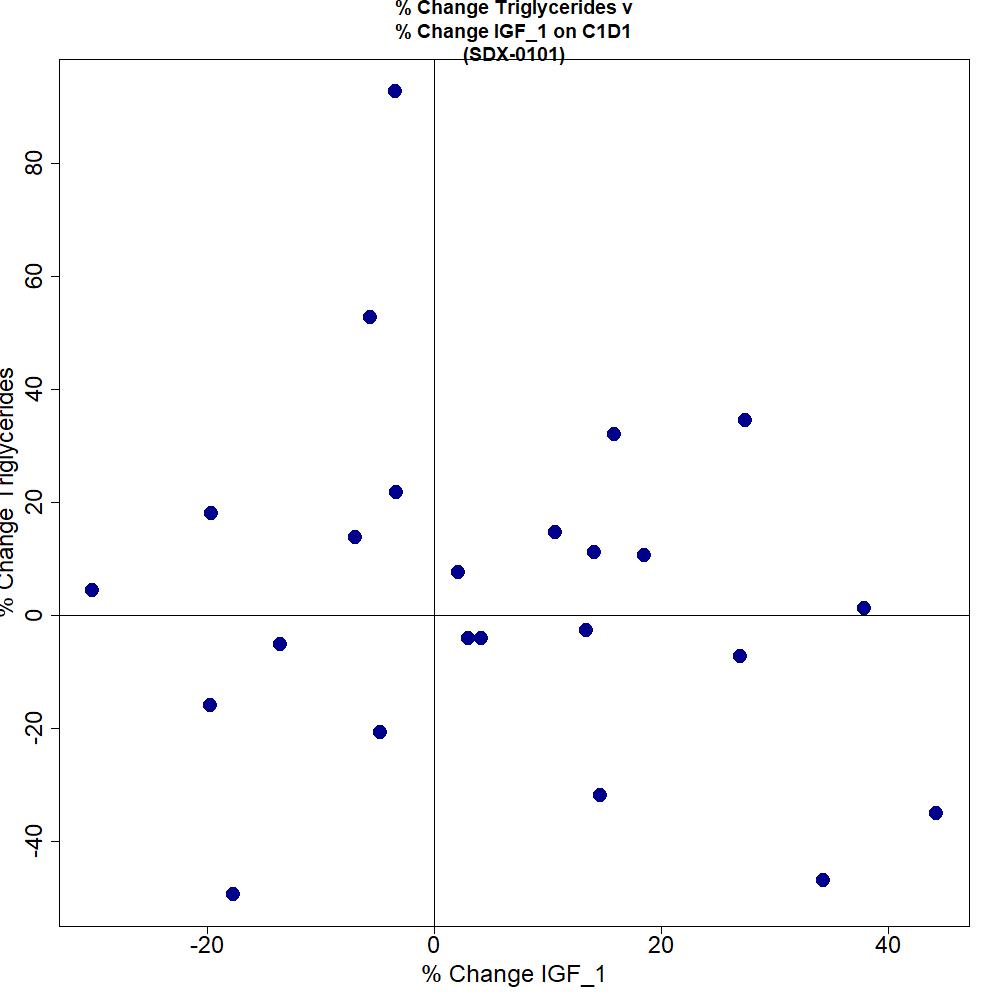 % Change Triglycerides v
% Change IGF_1 on C1D1
(SDX-0101)
% Change Triglycerides
80
60
40
20
0
-20
-40
-20
0
20
40
% Change IGF_1